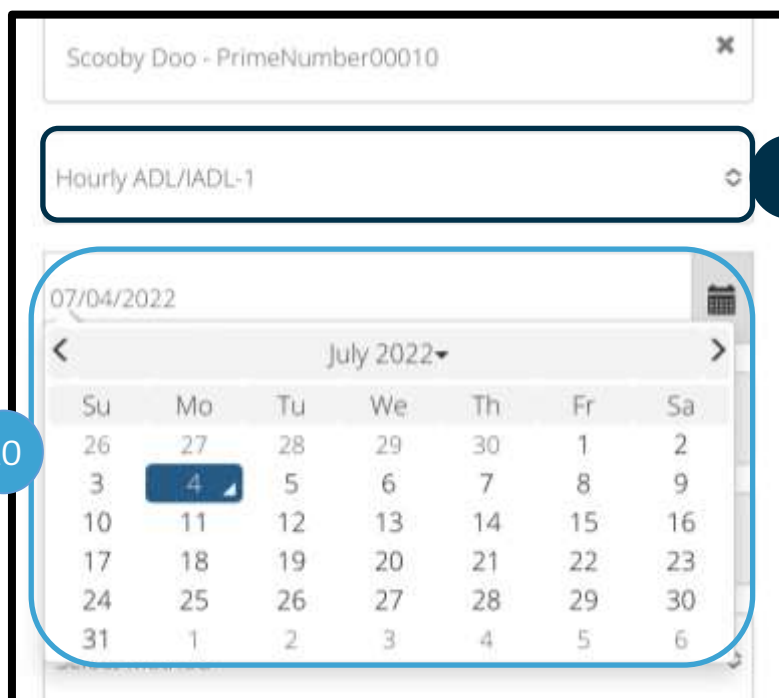 Scooby Doo - PrimeNumber00010
Hourly ADL/IADL-1
07/04/2022
July 2022
Su Mo Tu We Th Fr Sa
26 27 28 29 30 1 2
0
3 4 5 6 7 8 9
10 11 12 13 14 15 16
17 18 19 20 21 22 23
24 25 26 27 28 29 30
31 1 2 3 4 5 6